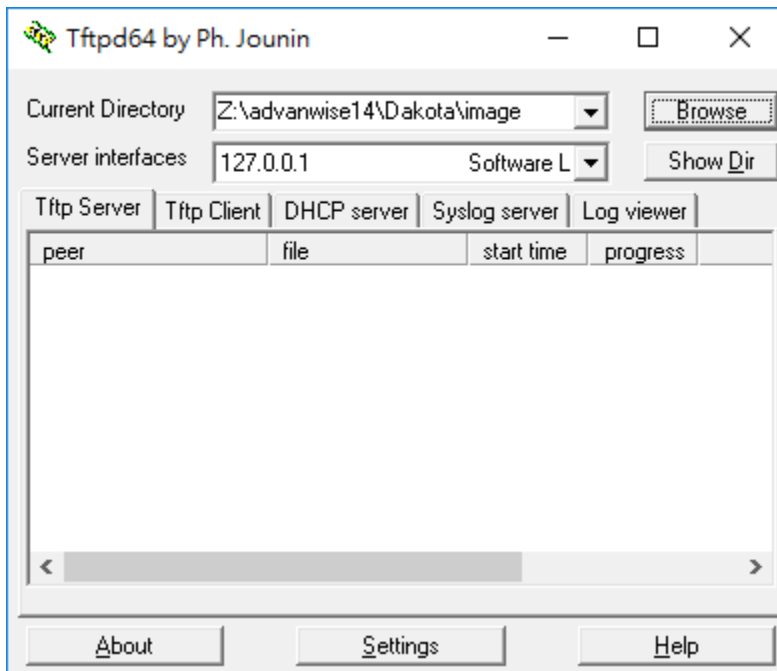 Tftpd64 by Ph. Jounin
Current Directory Z:\advanwise14\Dakota\image Browse
Server interfaces 127.0.0.1 Software L Show Dir
Tftp Server Tftp Client DHCP server Syslog server Log viewer
peer file start time progress
About Settings Help